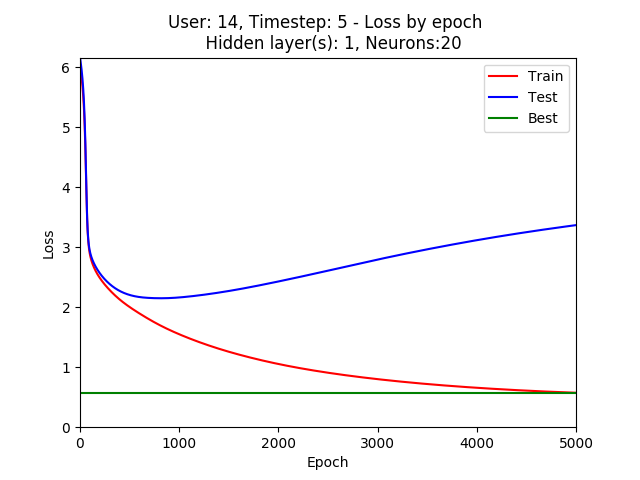 User: 14, Timestep: 5 - Loss by epoch
Hidden layer(s): 1, Neurons:20
Train
Test
Best
6
5
4
3
2
1
0
Loss
0 1000 2000 3000 4000 5000
Epoch